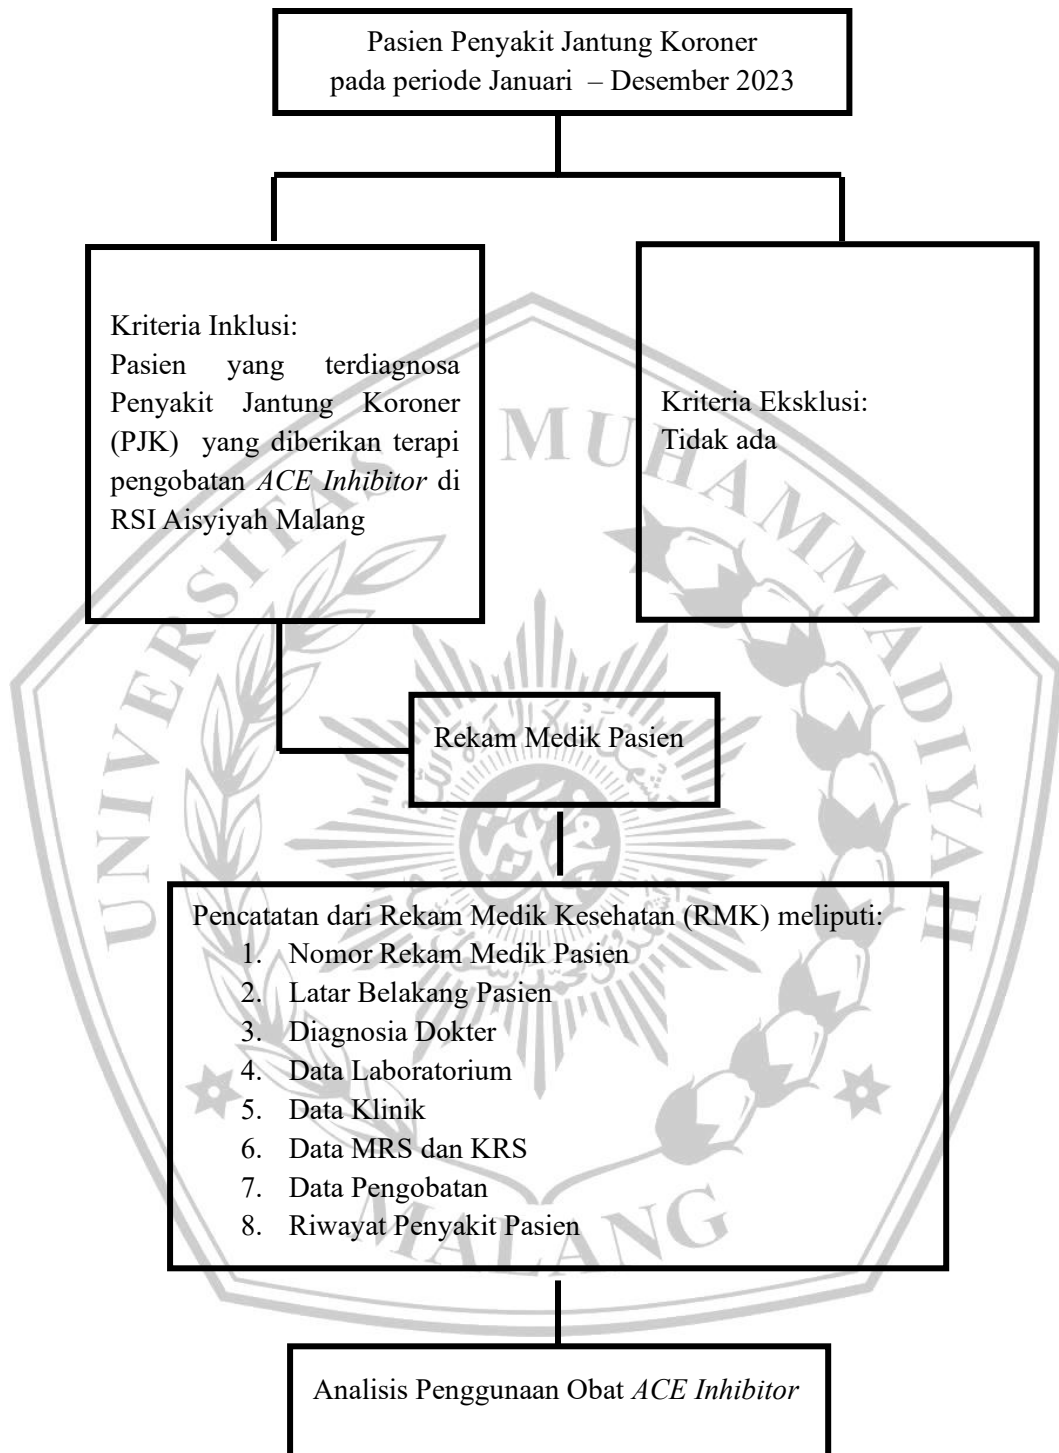 Pasien Penyakit Jantung Koroner
pada periode Januari – Desember 2023
Kriteria Inklusi:
Pasien yang terdiagnosa
Penyakit Jantung Koroner
(PJK) yang diberikan terapi
pengobatan ACE Inhibitor di
RSI Aisyiyah Malang
Kriteria Eksklusi:
Tidak ada
Rekam Medik Pasien
Pencatatan dari Rekam Medik Kesehatan (RMK) meliputi:
1. Nomor Rekam Medik Pasien
2. Latar Belakang Pasien
3. Diagnosia Dokter
4. Data Laboratorium
5. Data Klinik
6. Data MRS dan KRS
7. Data Pengobatan
8. Riwayat Penyakit Pasien
Analisis Penggunaan Obat ACE Inhibitor
UNIVERSITAS MUHAMMADIYAH
MALANG